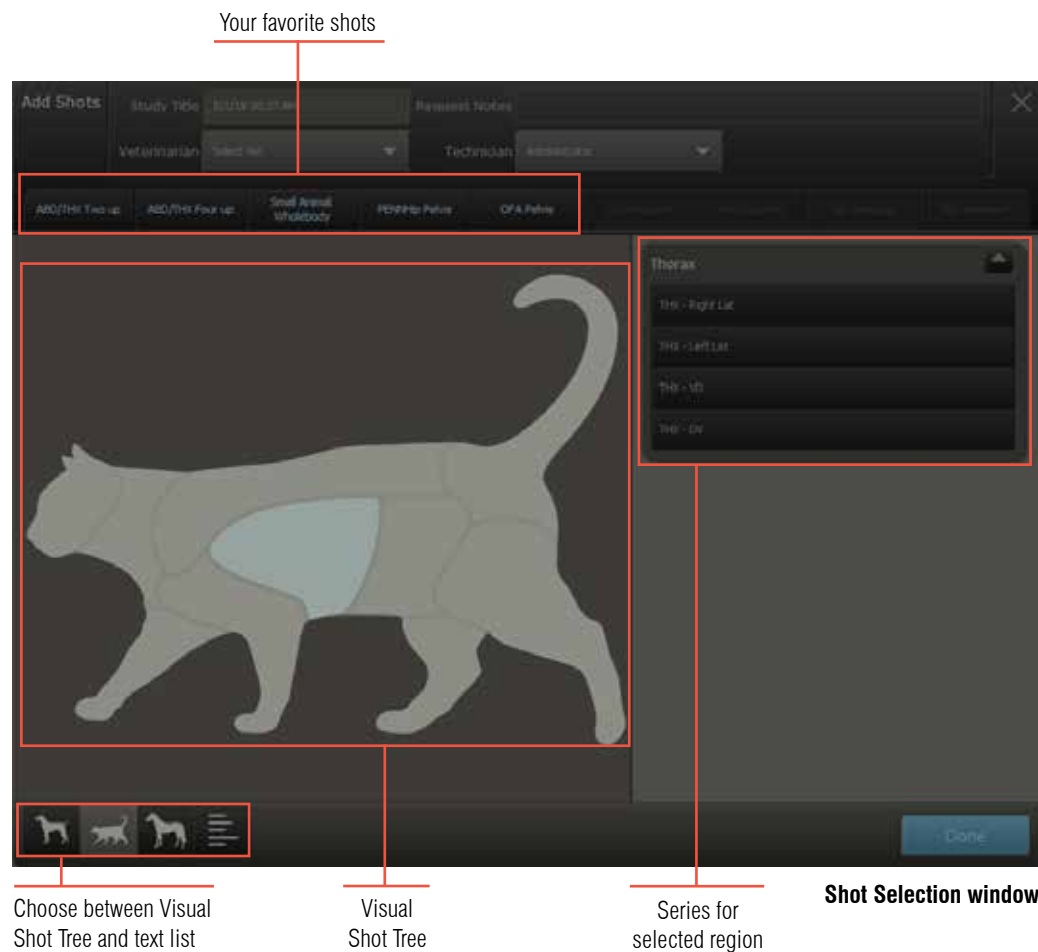 Your favorite shots
Add Shots
Study Title
Request Notes
Veterinarian
Select Vet
Technician
Administrator
ABD/THX Two up
ABD/THX Four up
Small Animal
Wholebody
PENNHip Pelvis
OFA Pelvis
Thorax
THX - Right Lat
THX - Left Lat
THX - VD
THX - DV
Done
Choose between Visual
Shot Tree and text list
Visual
Shot Tree
Series for
selected region
Shot Selection window